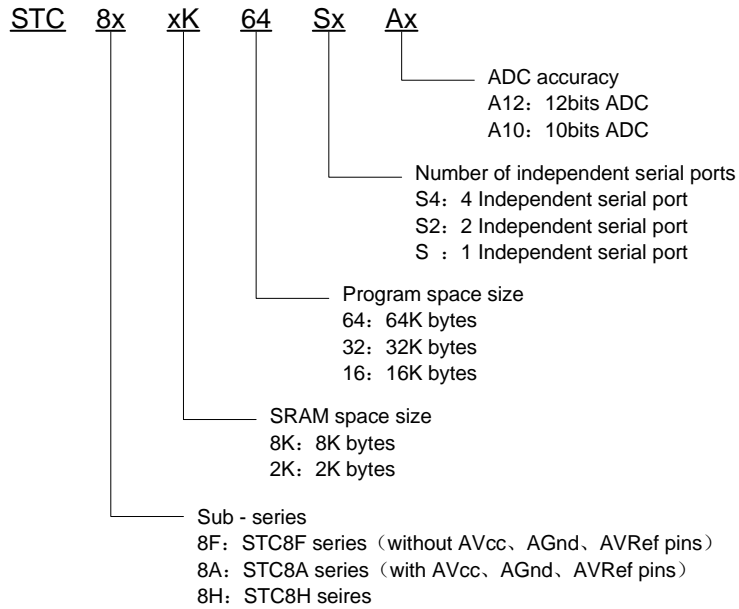 STC 8x xK 64 Sx Ax
ADC accuracy
A12：12bits ADC
A10：10bits ADC
Number of independent serial ports
S4：4 Independent serial port
S2：2 Independent serial port
S ：1 Independent serial port
Program space size
64：64K bytes
32：32K bytes
16：16K bytes
SRAM space size
8K：8K bytes
2K：2K bytes
Sub - series
8F：STC8F series（without AVcc、AGnd、AVRef pins）
8A：STC8A series（with AVcc、AGnd、AVRef pins）
8H：STC8H seires